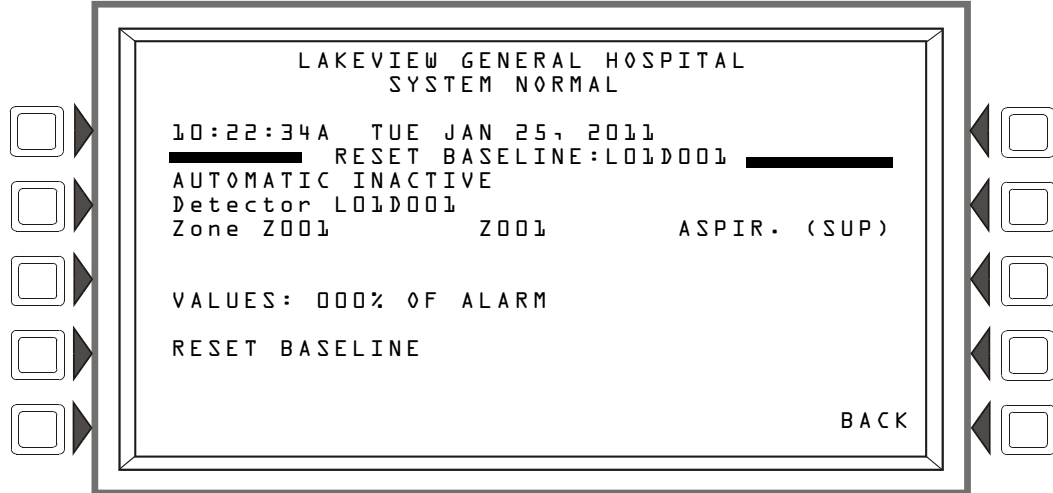 LAKEVIEW GENERAL HOSPITAL
SYSTEM NORMAL
10:22:34A TUE JAN 25, 2011
RESET BASELINE:L01D001
AUTOMATIC INACTIVE
Detector L01D001
Zone Z001 Z001 ASPIR. (SUP)
VALUES: 000% OF ALARM
RESET BASELINE
BACK